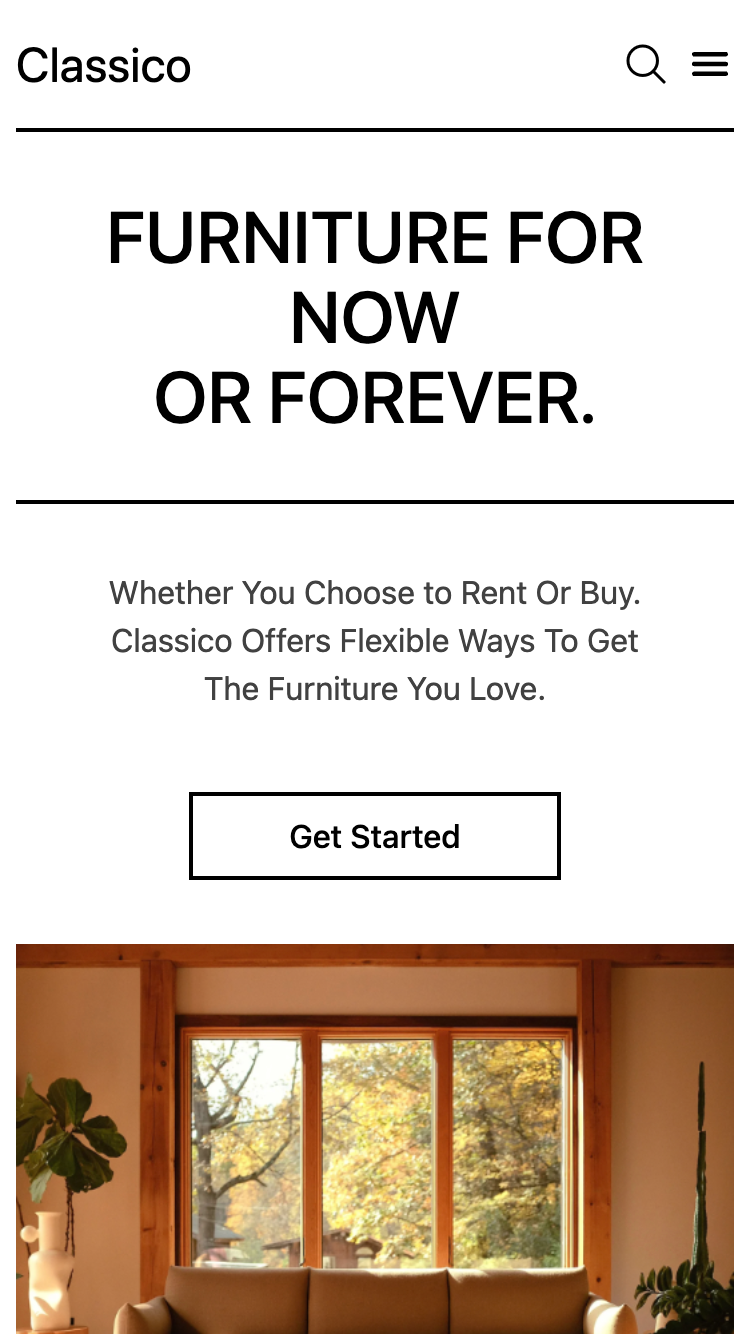 Classico
FURNITURE FOR
NOW
OR FOREVER.
Whether You Choose to Rent Or Buy.
Classico Offers Flexible Ways To Get
The Furniture You Love.
Get Started